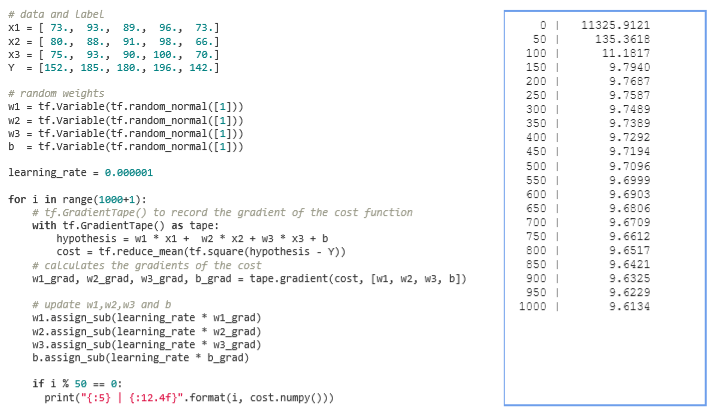 # data and label
x1 = [ 73., 93., 89., 96., 73.]
x2 = [ 80., 88., 91., 98., 66.]
x3 = [ 75., 93., 90., 100., 70.]
Y = [152., 185., 180., 196., 142.]
# random weights
w1 = tf.Variable(tf.random_normal([1]))
w2 = tf.Variable(tf.random_normal([1]))
w3 = tf.Variable(tf.random_normal([1]))
b = tf.Variable(tf.random_normal([1]))
learning_rate = 0.000001
for i in range(1000+1):
# tf.GradientTape() to record the gradient of the cost function
with tf.GradientTape() as tape:
hypothesis = w1 * x1 + w2 * x2 + w3 * x3 + b
cost = tf.reduce_mean(tf.square(hypothesis - Y))
# calculates the gradients of the cost
w1_grad, w2_grad, w3_grad, b_grad = tape.gradient(cost, [w1, w2, w3, b])
# update w1,w2,w3 and b
w1.assign_sub(learning_rate * w1_grad)
w2.assign_sub(learning_rate * w2_grad)
w3.assign_sub(learning_rate * w3_grad)
b.assign_sub(learning_rate * b_grad)
if i % 50 == 0:
print("{:5} | {:12.4f}".format(i, cost.numpy()))
0 | 11325.9121
50 | 135.3618
100 | 11.1817
150 | 9.7940
200 | 9.7687
250 | 9.7587
300 | 9.7489
350 | 9.7389
400 | 9.7292
450 | 9.7194
500 | 9.7096
550 | 9.6999
600 | 9.6903
650 | 9.6806
700 | 9.6709
750 | 9.6612
800 | 9.6517
850 | 9.6421
900 | 9.6325
950 | 9.6229
1000 | 9.6134